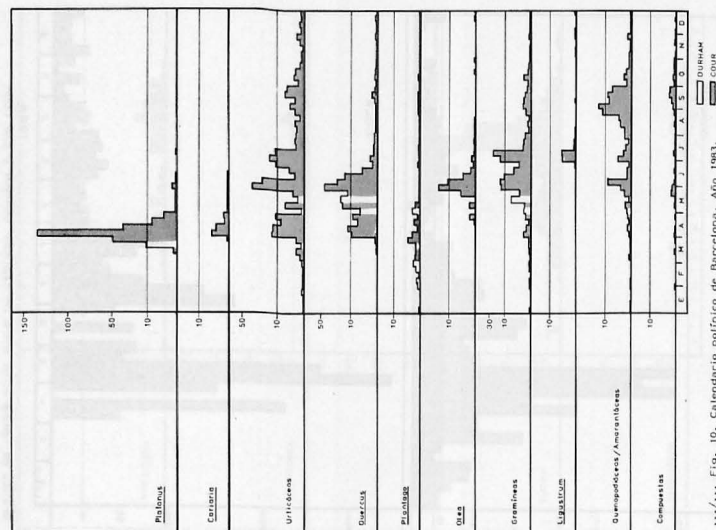 150
100
50
10
Platanus
10
Coriaria
50
10
Urticáceas
50
10
Quercus
10
Plantago
10
Olea
30
10
Gramíneas
10
Ligustrum
10
Quenopodiáceas/Amarantáceas
10
Compuestas
E F M A M J J A S O N D
DURHAM
COUR
Fig. 10. Calendario polínico de Barcelona. Año 1983.